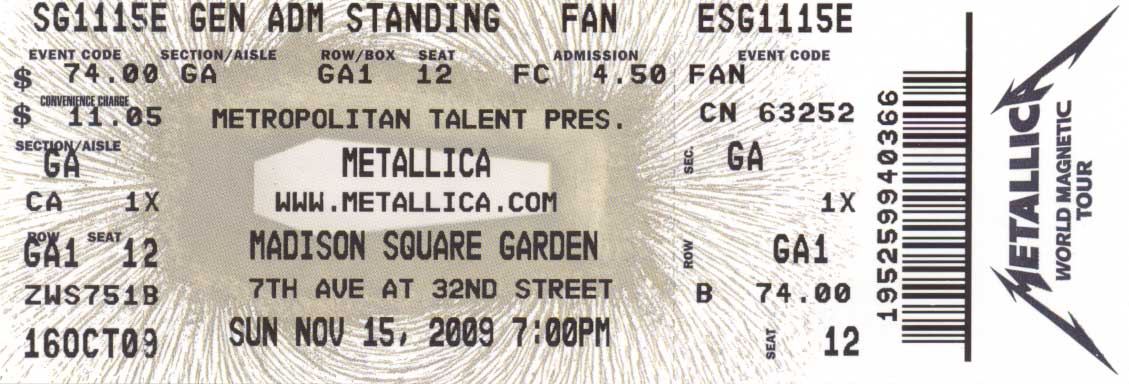 SG1115E GEN ADM STANDING FAN ESG1115E
EVENT CODE SECTION/AISLE ROW/BOX SEAT ADMISSION EVENT CODE
$ 74.00 GA GA1 12 FC 4.50 FAN
CONVENIENCE CHARGE
$ 11.05 METROPOLITAN TALENT PRES. CN 63252
SECTION/AISLE
GA METALLICA SEC. GA
CA 1X WWW.METALLICA.COM 1X
ROW SEAT
GA1 12 MADISON SQUARE GARDEN ROW GA1
ZWS751B 7TH AVE AT 32ND STREET B 74.00
16OCT09 SUN NOV 15, 2009 7:00PM SEAT 12
195259940366
METALLICA
WORLD MAGNETIC
TOUR